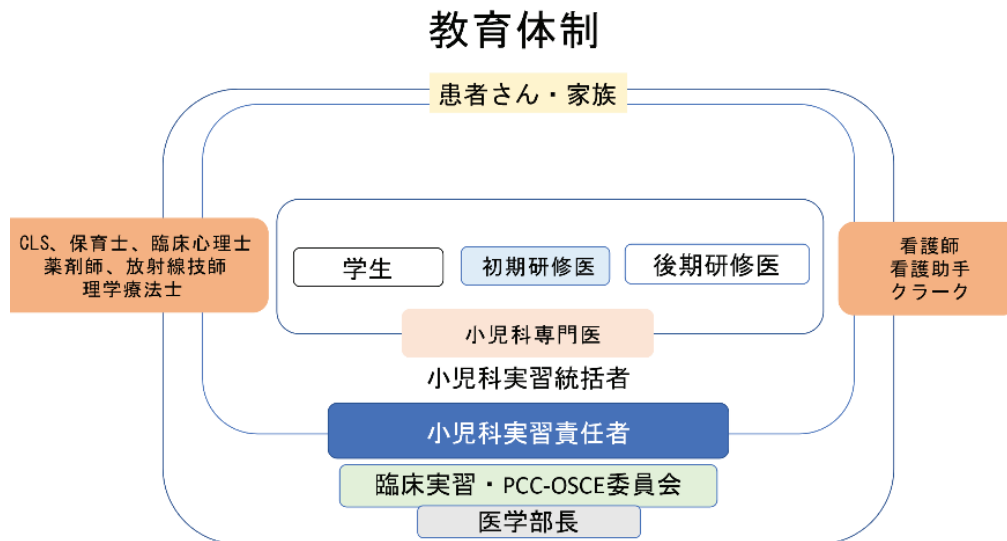 教育体制
患者さん・家族
CLS、保育士、臨床心理士
薬剤師、放射線技師
理学療法士
学生
初期研修医
後期研修医
看護師
看護助手
クラーク
小児科専門医
小児科実習統括者
小児科実習責任者
臨床実習・PCC-OSCE委員会
医学部長